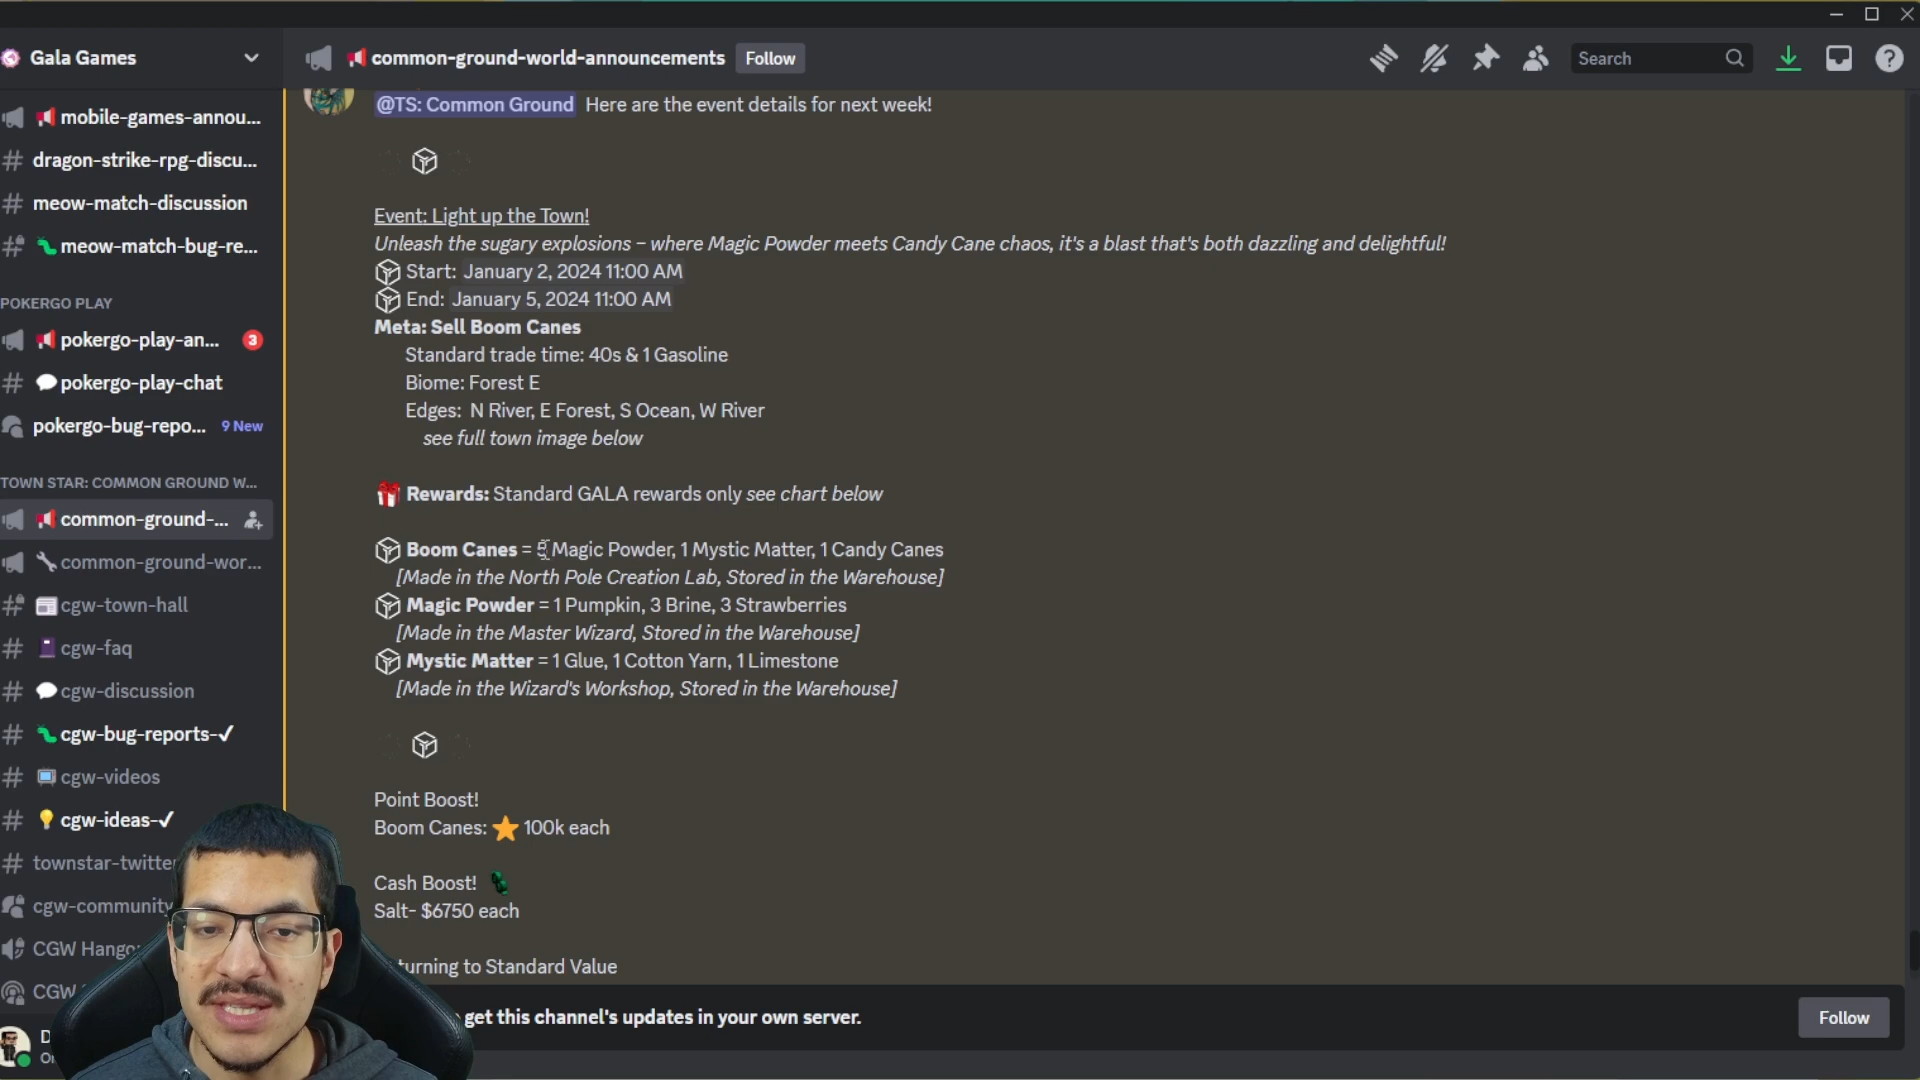 Gala Games
common-ground-world-announcements
Follow
Search
mobile-games-annou...
dragon-strike-rpg-discu...
meow-match-discussion
meow-match-bug-re...
POKERGO PLAY
pokergo-play-an...
3
pokergo-play-chat
pokergo-bug-repo...
9 New
TOWN STAR: COMMON GROUND W...
common-ground-...
common-ground-wor...
cgw-town-hall
cgw-faq
cgw-discussion
cgw-bug-reports-✓
cgw-videos
cgw-ideas-✓
townstar-twitter
cgw-community
CGW Hango
CGW
D
On
@TS: Common Ground Here are the event details for next week!
Event: Light up the Town!
Unleash the sugary explosions – where Magic Powder meets Candy Cane chaos, it's a blast that's both dazzling and delightful!
Start: January 2, 2024 11:00 AM
End: January 5, 2024 11:00 AM
Meta: Sell Boom Canes
Standard trade time: 40s & 1 Gasoline
Biome: Forest E
Edges: N River, E Forest, S Ocean, W River
see full town image below
Rewards: Standard GALA rewards only see chart below
Boom Canes = Magic Powder, 1 Mystic Matter, 1 Candy Canes
[Made in the North Pole Creation Lab, Stored in the Warehouse]
Magic Powder = 1 Pumpkin, 3 Brine, 3 Strawberries
[Made in the Master Wizard, Stored in the Warehouse]
Mystic Matter = 1 Glue, 1 Cotton Yarn, 1 Limestone
[Made in the Wizard's Workshop, Stored in the Warehouse]
Point Boost!
Boom Canes: ⭐ 100k each
Cash Boost!
Salt- $6750 each
turning to Standard Value
get this channel's updates in your own server.
Follow